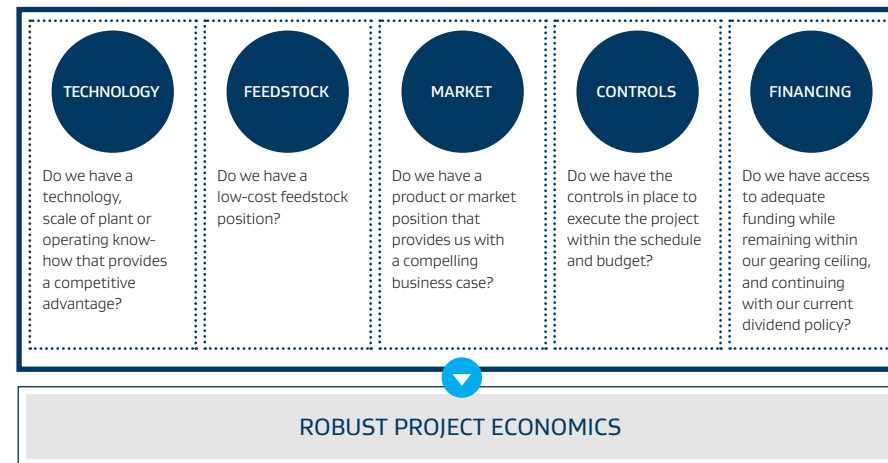 TECHNOLOGY
Do we have a
technology,
scale of plant or
operating know-
how that provides
a competitive
advantage?
FEEDSTOCK
Do we have a
low-cost feedstock
position?
MARKET
Do we have a
product or market
position that
provides us with
a compelling
business case?
CONTROLS
Do we have the
controls in place to
execute the project
within the schedule
and budget?
FINANCING
Do we have access
to adequate
funding while
remaining within
our gearing ceiling,
and continuing
with our current
dividend policy?
ROBUST PROJECT ECONOMICS